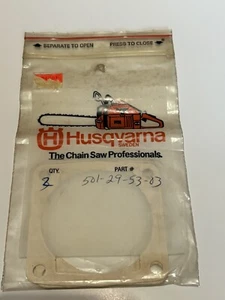 SEPARATE TO OPEN PRESS TO CLOSE
Husqvarna
SWEDEN
The Chain Saw Professionals.
QTY. PART #
2 501-29-53-03